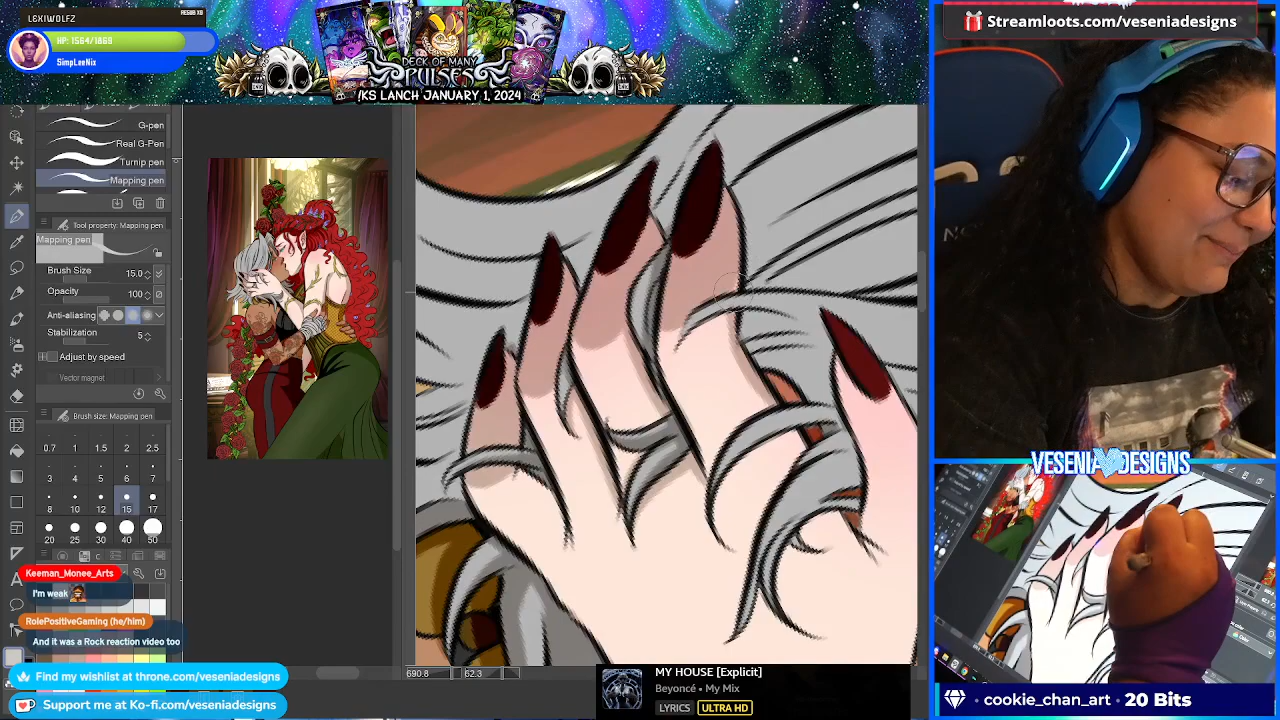 LEXIWOLFZ
HP: 1564/1869
SimpLeeNix
DECK OF MANY
PULSES
!KS LANCH JANUARY 1, 2024
Streamloots.com/veseniadesigns
G-pen
Real G-Pen
Turnip pen
Mapping pen
Tool property: Mapping pen
Mapping pen
Brush Size 15.0
Opacity 100
Anti-aliasing
Stabilization 5
Adjust by speed
Vector magnet
Brush size: Mapping pen
0.7 1 1.5 2 2.5
3 4 5 6 7
8 10 12 15 17
20 25 30 40 50
Keeman_Monee_Arts
I'm weak
RolePositiveGaming (he/him)
And it was a Rock reaction video too
Find my wishlist at throne.com/veseniadesigns
Support me at Ko-fi.com/veseniadesigns
690.8
62.3
MY HOUSE [Explicit]
Beyoncé • My Mix
LYRICS ULTRA HD
VESENIA DESIGNS
cookie_chan_art 20 Bits